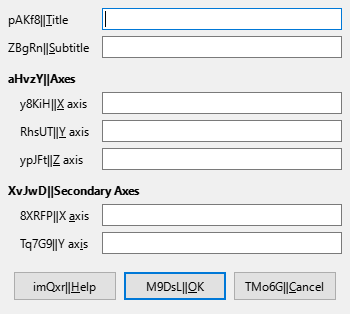 pAKf8||Title
ZBgRn||Subtitle
aHvzY||Axes
y8KiH||X axis
RhsUT||Y axis
ypJFt||Z axis
XvJwD||Secondary Axes
8XRFP||X axis
Tq7G9||Y axis
imQxr||Help
M9DsL||OK
TMo6G||Cancel